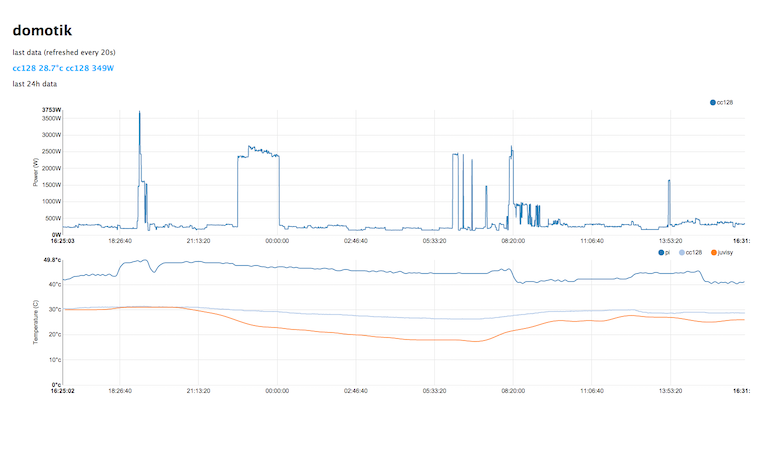 domotik
last data (refreshed every 20s)
cc128 28.7°c cc128 349W
last 24h data
cc128
3753W
3500W
3000W
2500W
2000W
1500W
1000W
500W
0W
Power (W)
16:25:03 18:26:40 21:13:20 00:00:00 02:46:40 05:33:20 08:20:00 11:06:40 13:53:20 16:31:
pi cc128 juvisy
49.8°c
40°c
30°c
20°c
10°c
0°c
Temperature (C)
16:25:02 18:26:40 21:13:20 00:00:00 02:46:40 05:33:20 08:20:00 11:06:40 13:53:20 16:31: